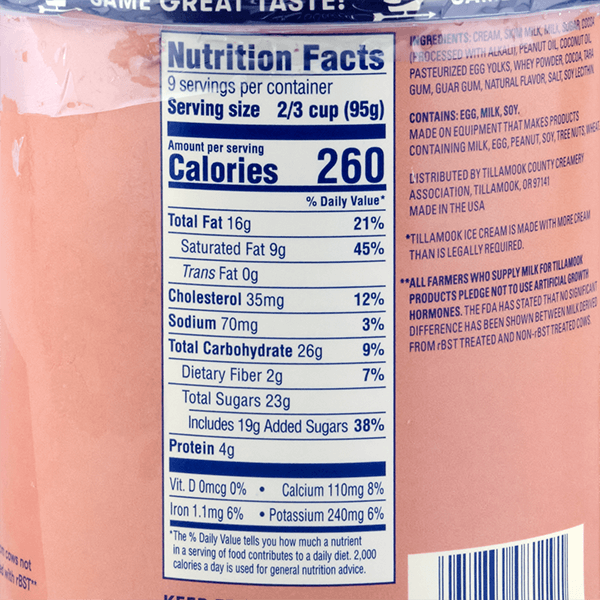 SAME GREAT TASTE!
Nutrition Facts
9 servings per container
Serving size 2/3 cup (95g)
Amount per serving
Calories 260
% Daily Value*
Total Fat 16g 21%
Saturated Fat 9g 45%
Trans Fat 0g
Cholesterol 35mg 12%
Sodium 70mg 3%
Total Carbohydrate 26g 9%
Dietary Fiber 2g 7%
Total Sugars 23g
Includes 19g Added Sugars 38%
Protein 4g
Vit. D 0mcg 0% • Calcium 110mg 8%
Iron 1.1mg 6% • Potassium 240mg 6%
*The % Daily Value tells you how much a nutrient
in a serving of food contributes to a daily diet. 2,000
calories a day is used for general nutrition advice.
INGREDIENTS: CREAM, SKIM MILK, MILK, SUGAR, COCOA
(PROCESSED WITH ALKALI), PEANUT OIL, COCONUT OIL,
PASTEURIZED EGG YOLKS, WHEY POWDER, COCOA, TARA
GUM, GUAR GUM, NATURAL FLAVOR, SALT, SOY LECITHIN.
CONTAINS: EGG, MILK, SOY.
MADE ON EQUIPMENT THAT MAKES PRODUCTS
CONTAINING MILK, EGG, PEANUT, SOY, TREE NUTS, WHEAT
DISTRIBUTED BY TILLAMOOK COUNTY CREAMERY
ASSOCIATION, TILLAMOOK, OR 97141
MADE IN THE USA
*TILLAMOOK ICE CREAM IS MADE WITH MORE CREAM
THAN IS LEGALLY REQUIRED.
**ALL FARMERS WHO SUPPLY MILK FOR TILLAMOOK
PRODUCTS PLEDGE NOT TO USE ARTIFICIAL GROWTH
HORMONES. THE FDA HAS STATED THAT NO SIGNIFICANT
DIFFERENCE HAS BEEN SHOWN BETWEEN MILK DERIVED
FROM rBST TREATED AND NON-rBST TREATED COWS.
cows not
with rBST**